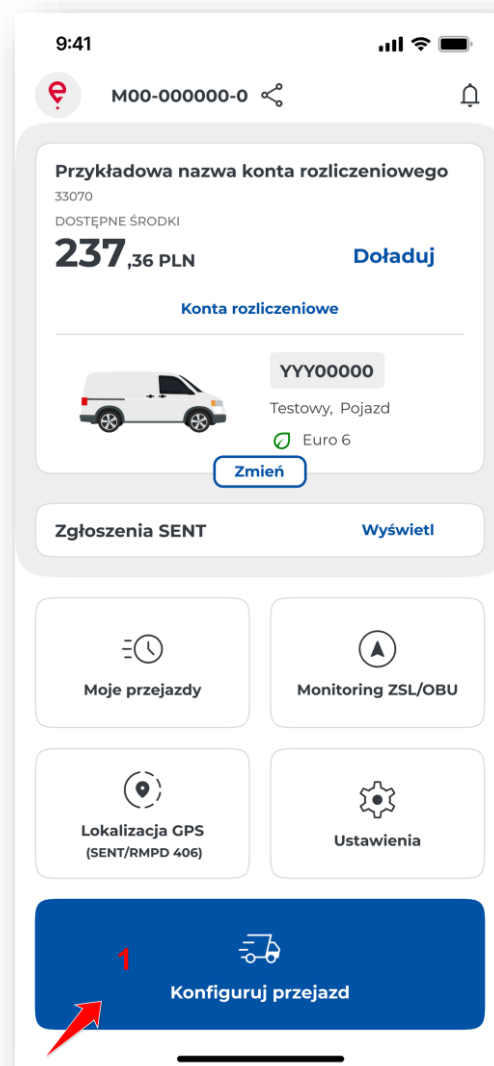 9:41
M00-000000-0
Przykładowa nazwa konta rozliczeniowego
33070
DOSTĘPNE ŚRODKI
237,36 PLN
Doładuj
Konta rozliczeniowe
YYY00000
Testowy, Pojazd
Euro 6
Zmień
Zgłoszenia SENT
Wyświetl
Moje przejazdy
Monitoring ZSL/OBU
Lokalizacja GPS
(SENT/RMPD 406)
Ustawienia
1
Konfiguruj przejazd